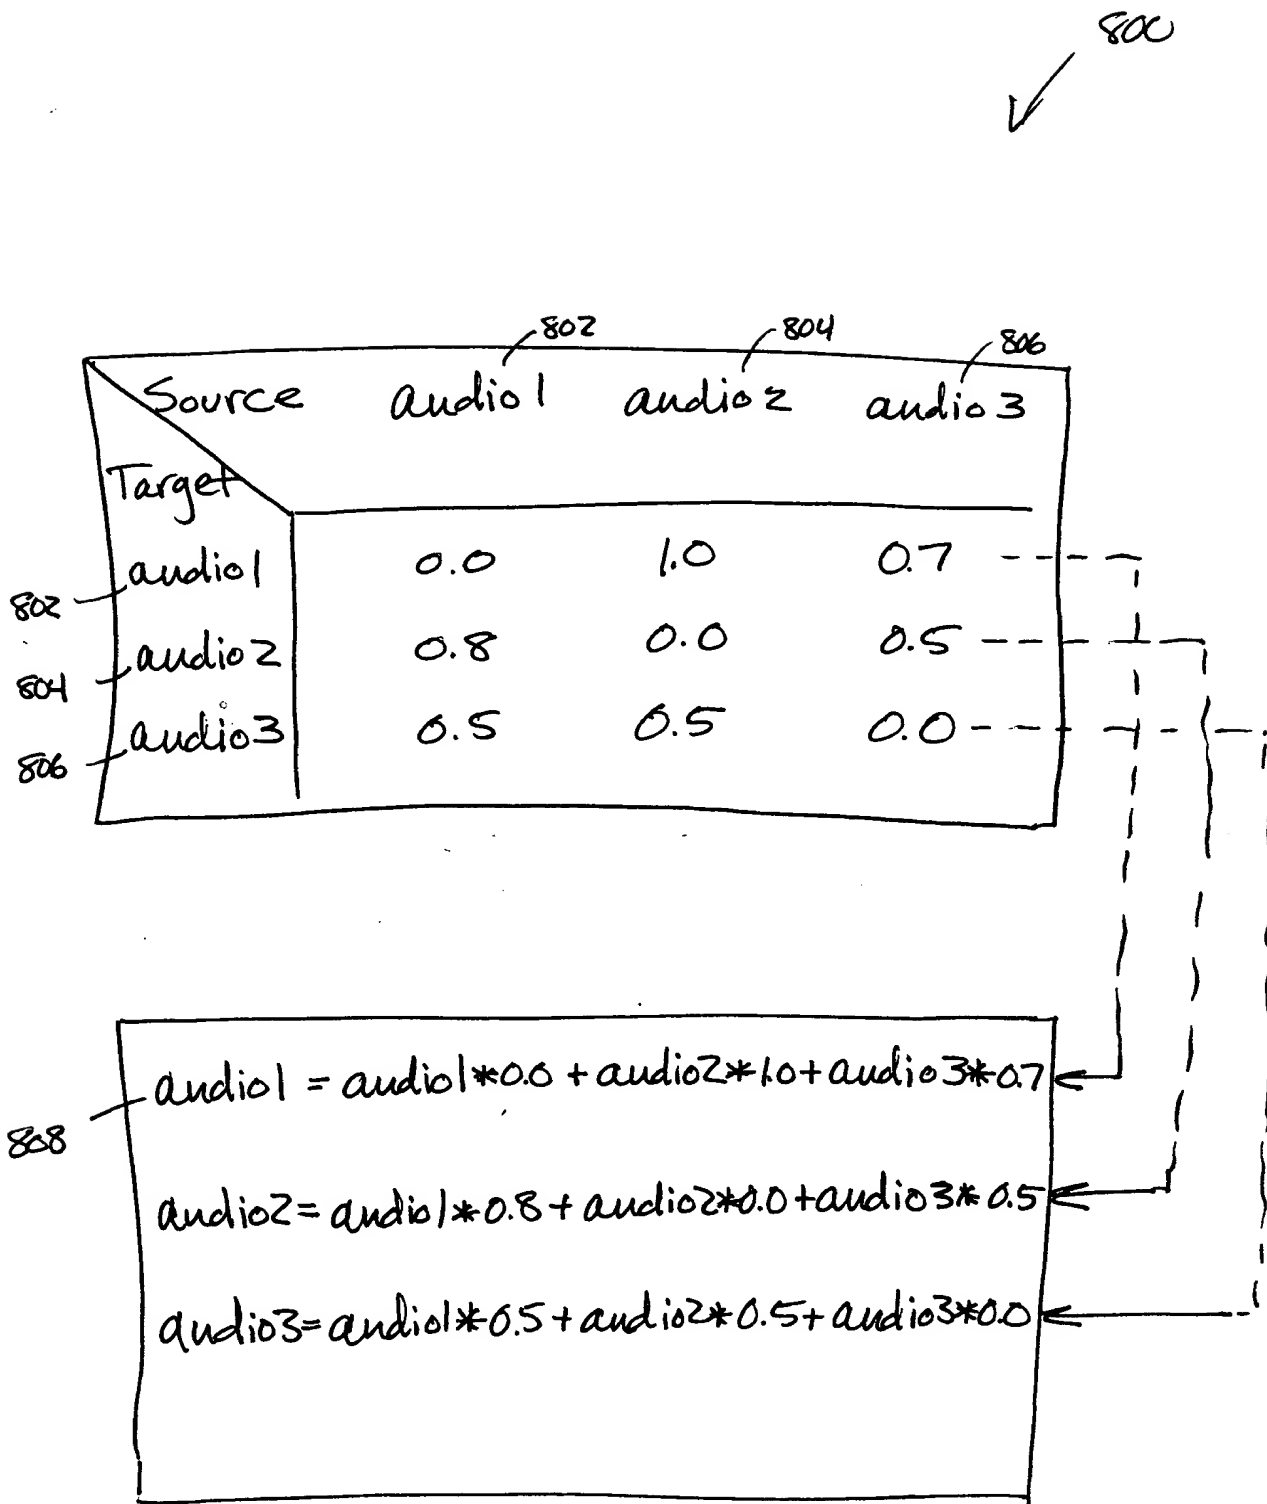 800
802 804 806
Source audio1 audio2 audio3
Target
audio1 0.0 1.0 0.7
802
audio2 0.8 0.0 0.5
804
audio3 0.5 0.5 0.0
806
audio1 = audio1*0.0 + audio2*1.0+audio3*0.7
808
audio2= audio1*0.8+ audio2*0.0+audio3*0.5
audio3= audio1*0.5+audio2*0.5+audio3*0.0